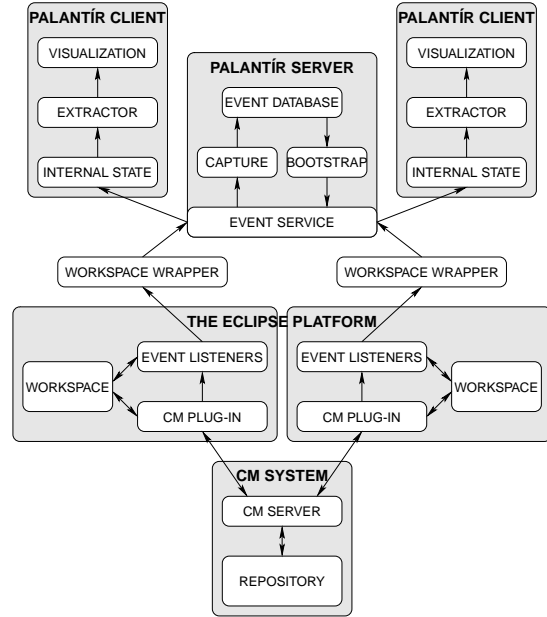 PALANTÍR CLIENT
VISUALIZATION
EXTRACTOR
INTERNAL STATE
PALANTÍR SERVER
EVENT DATABASE
CAPTURE
BOOTSTRAP
EVENT SERVICE
PALANTÍR CLIENT
VISUALIZATION
EXTRACTOR
INTERNAL STATE
WORKSPACE WRAPPER
WORKSPACE WRAPPER
THE ECLIPSE PLATFORM
EVENT LISTENERS
WORKSPACE
CM PLUG-IN
EVENT LISTENERS
WORKSPACE
CM PLUG-IN
CM SYSTEM
CM SERVER
REPOSITORY